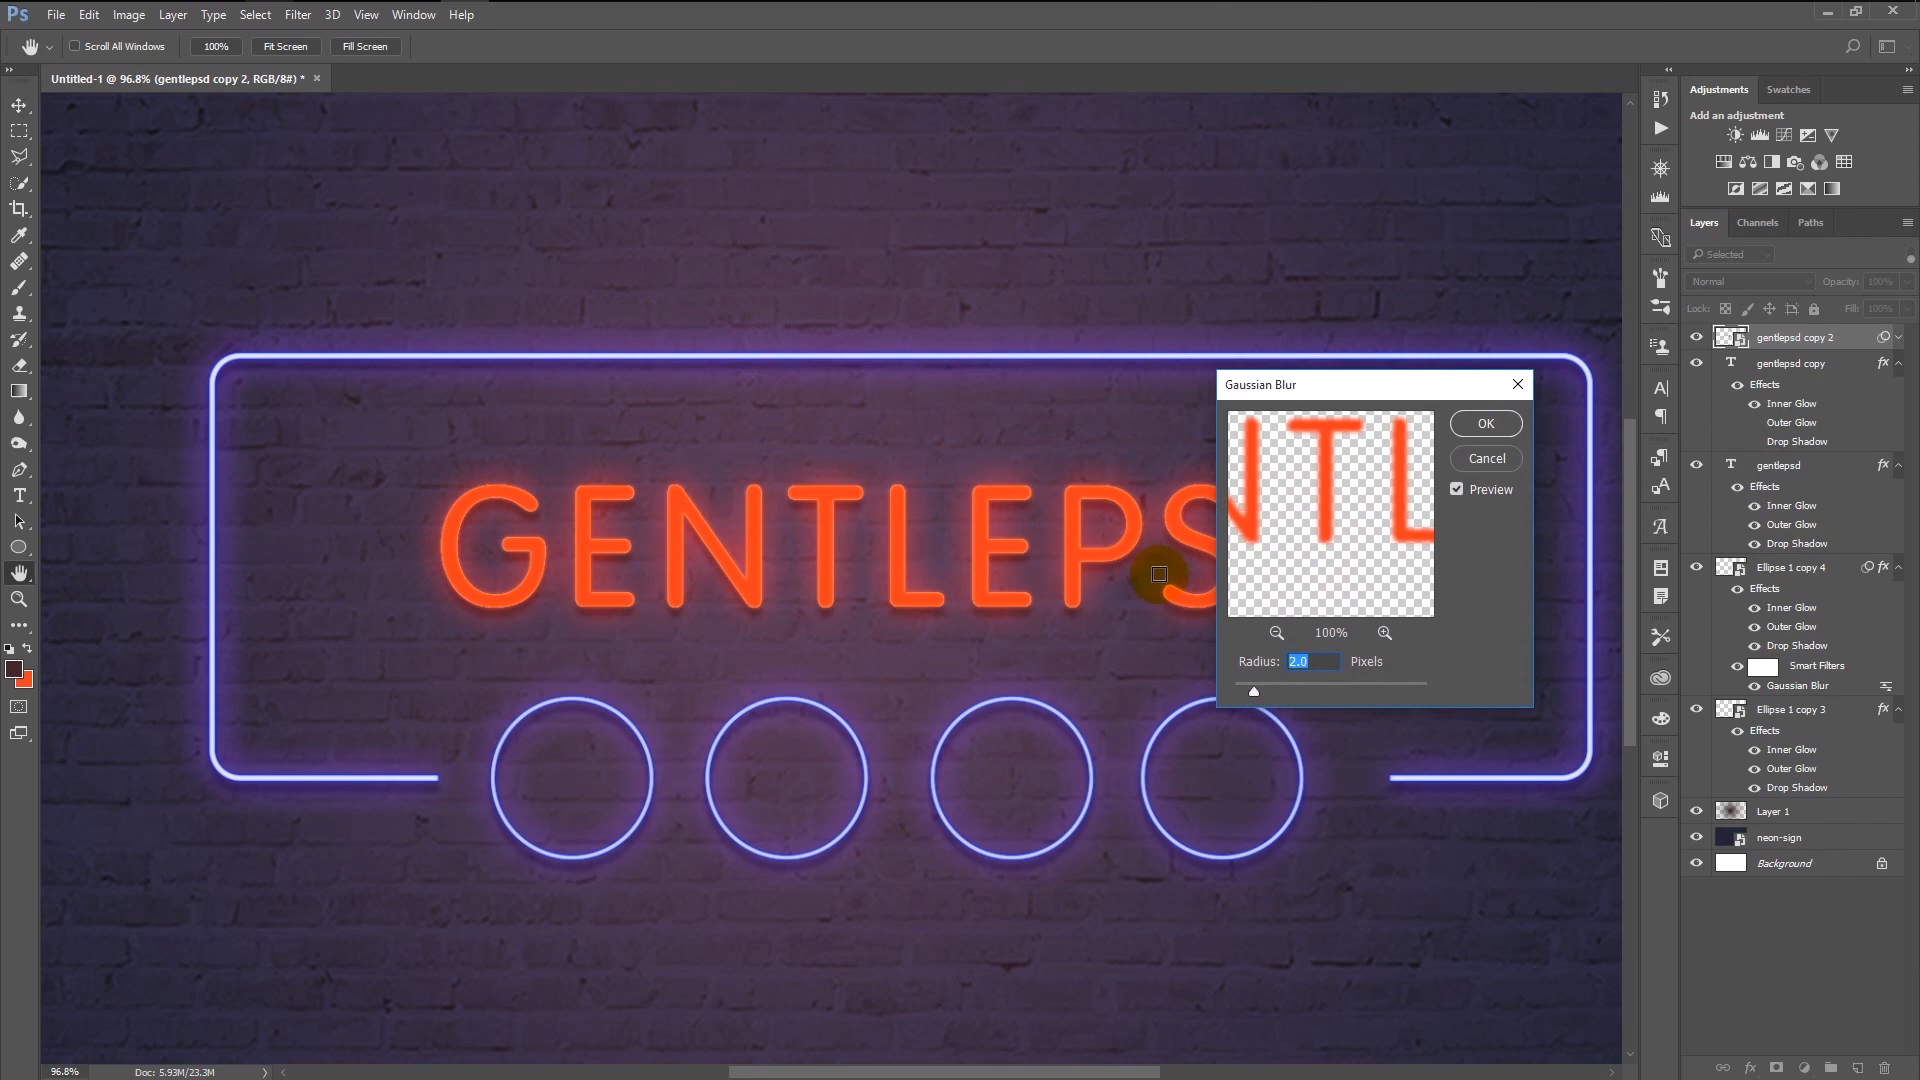 Ps File Edit Image Layer Type Select Filter 3D View Window Help
Scroll All Windows 100% Fit Screen Fill Screen
Untitled-1 @ 96.8% (gentlepsd copy 2, RGB/8#) *
Adjustments Swatches
Add an adjustment
Layers Channels Paths
Selected
Normal Opacity: 100%
Lock: Fill: 100%
gentlepsd copy 2
T gentlepsd copy fx
Effects
Inner Glow
Outer Glow
Drop Shadow
T gentlepsd fx
Effects
Inner Glow
Outer Glow
Drop Shadow
Ellipse 1 copy 4 fx
Effects
Inner Glow
Outer Glow
Drop Shadow
Smart Filters
Gaussian Blur
Ellipse 1 copy 3 fx
Effects
Inner Glow
Outer Glow
Drop Shadow
Layer 1
neon-sign
Background
GENTLEPS
Gaussian Blur
NTL
OK
Cancel
Preview
100%
Radius: 2.0 Pixels
96.8% Doc: 5.93M/23.3M
fx